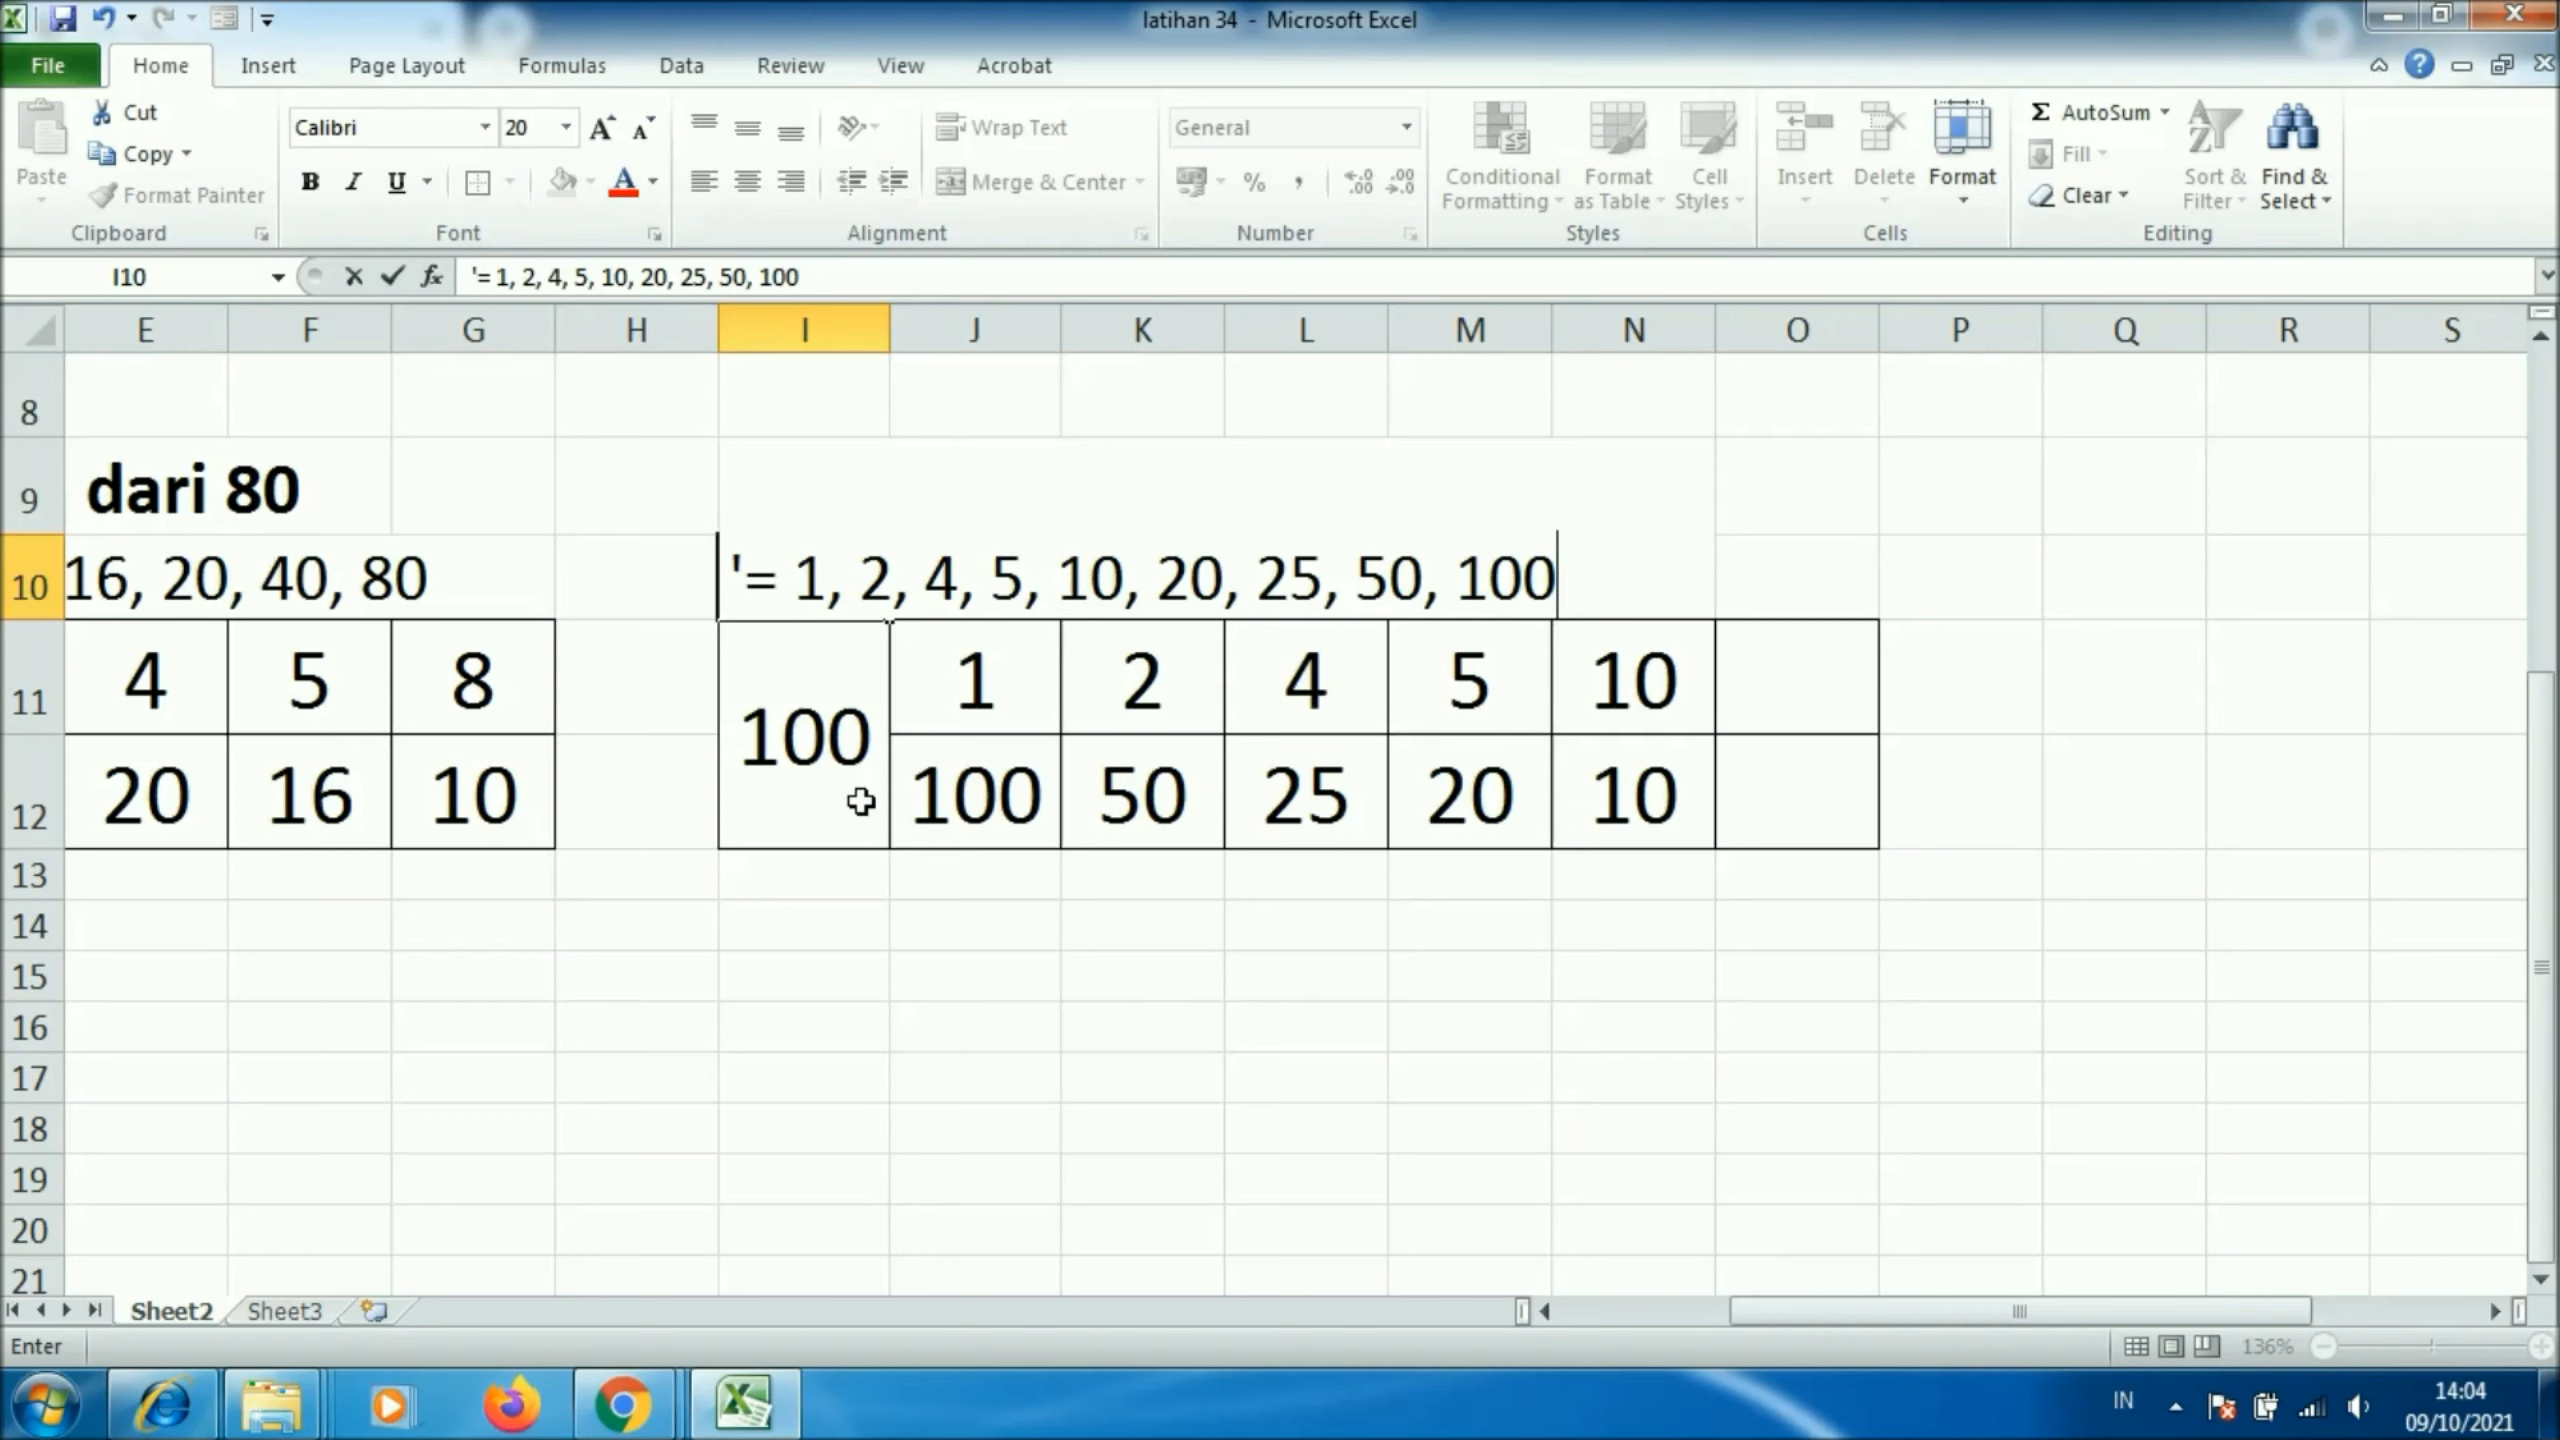 latihan 34 - Microsoft Excel
File Home Insert Page Layout Formulas Data Review View Acrobat
Paste
Cut
Copy
Format Painter
Clipboard
Calibri 20
B I U A
Font
Wrap Text
Merge & Center
Alignment
General
% , .00 .00
Number
Conditional Formatting
Format as Table
Cell Styles
Styles
Insert Delete Format
Cells
Σ AutoSum
Fill
Clear
Sort & Filter
Find & Select
Editing
I10 fx '= 1, 2, 4, 5, 10, 20, 25, 50, 100
E F G H I J K L M N O P Q R S
8
9 dari 80
10 16, 20, 40, 80 '= 1, 2, 4, 5, 10, 20, 25, 50, 100
11 4 5 8 100 1 2 4 5 10
12 20 16 10 100 50 25 20 10
13
14
15
16
17
18
19
20
21
Sheet2 Sheet3
Enter 136%
IN 14:04
09/10/2021